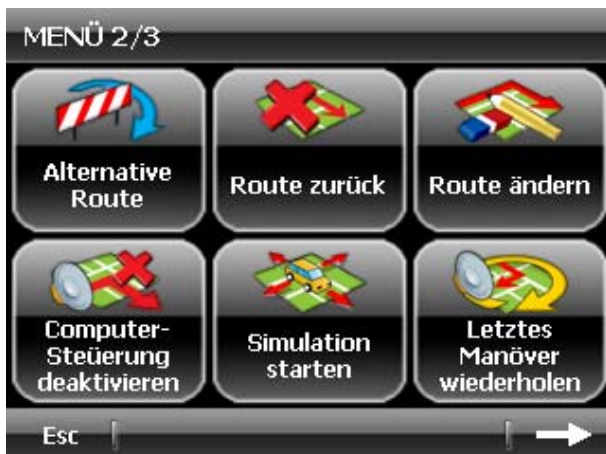 MENÜ 2/3
Alternative
Route
Route zurück
Route ändern
Computer-
Steüerung
deaktivieren
Simulation
starten
Letztes
Manöver
wiederholen
Esc